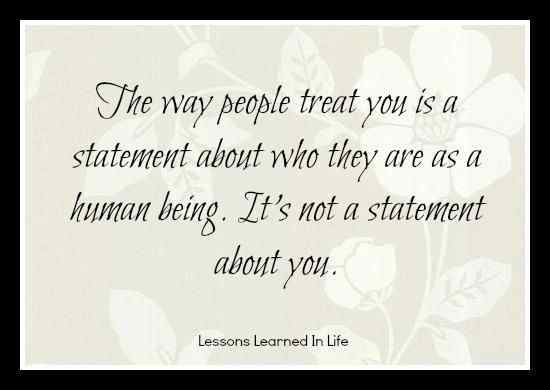 The way people treat you is a
statement about who they are as a
human being. It's not a statement
about you.
Lessons Learned In Life